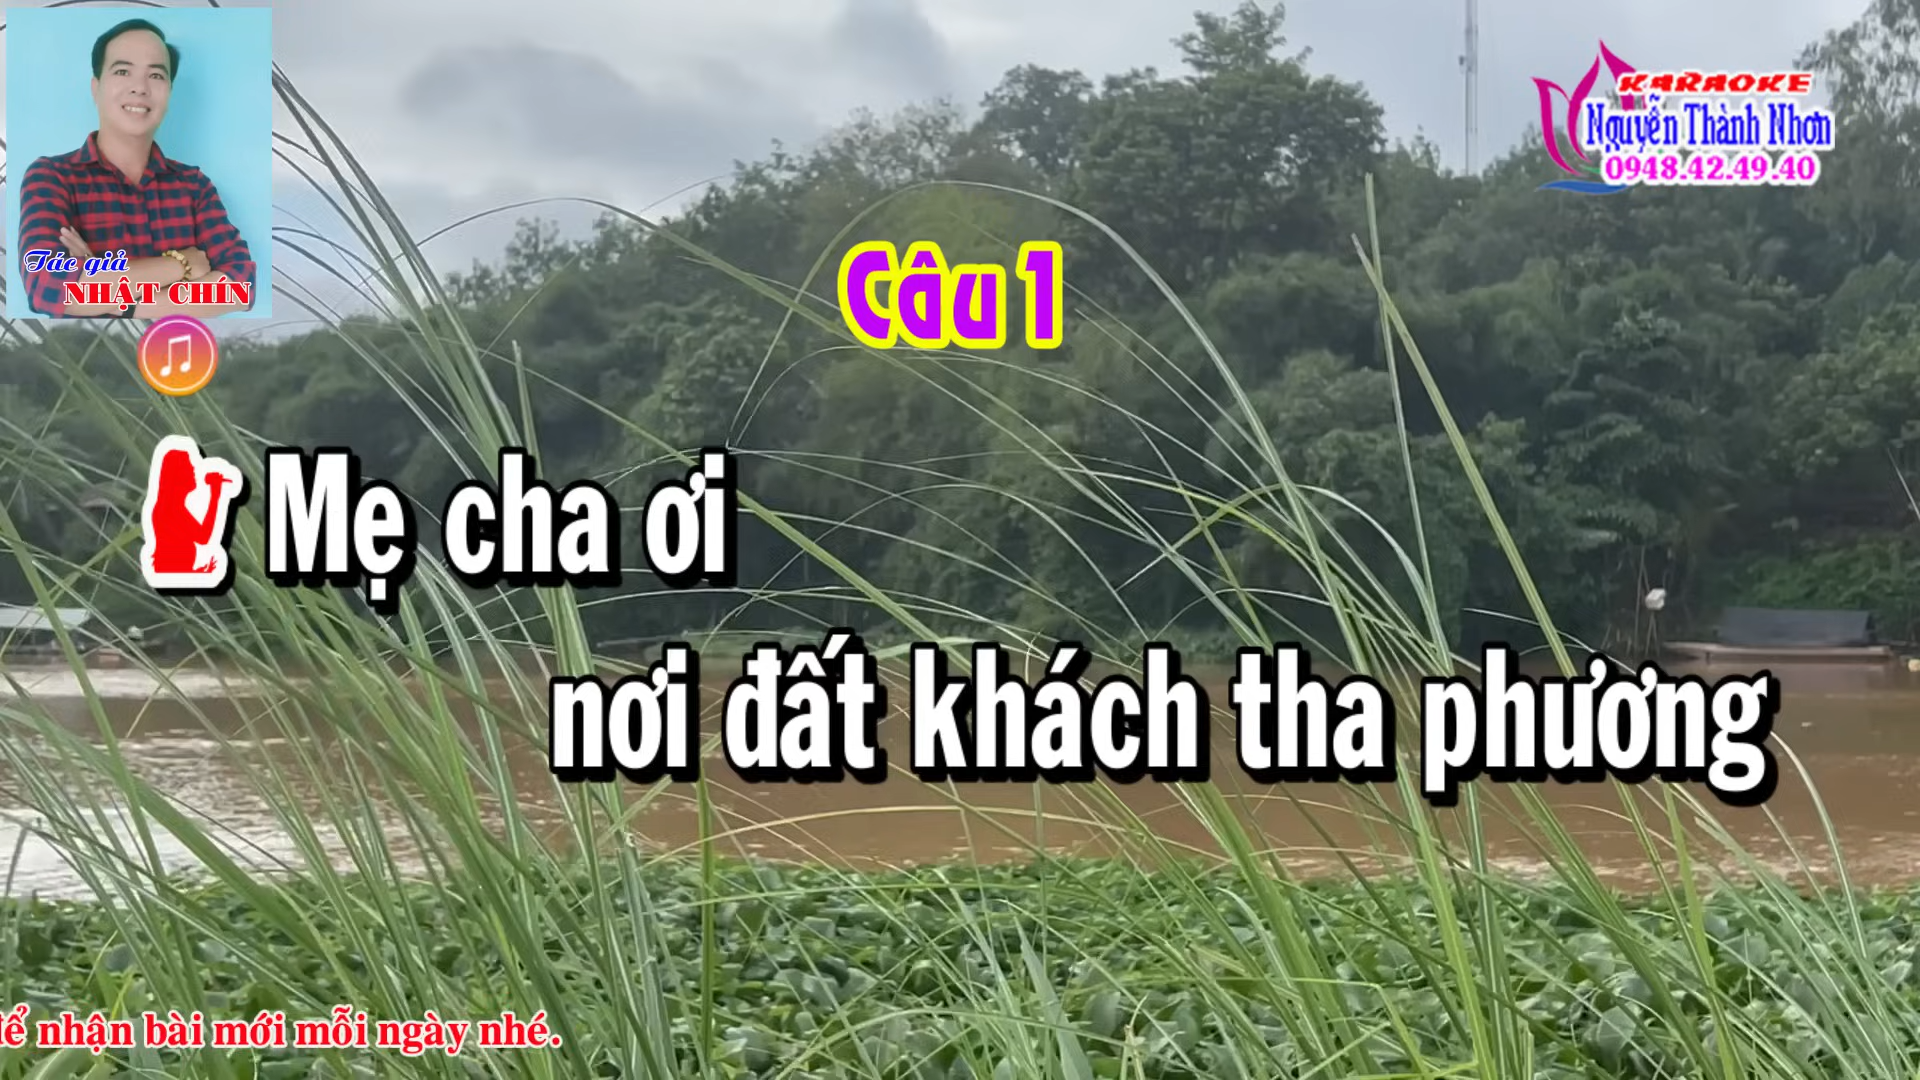 KARAOKE
Nguyễn Thành Nhơn
0948.42.49.40
Tác giả
NHẬT CHÍN
Câu 1
Mẹ cha ơi
nơi đất khách tha phương
để nhận bài mới mỗi ngày nhé.